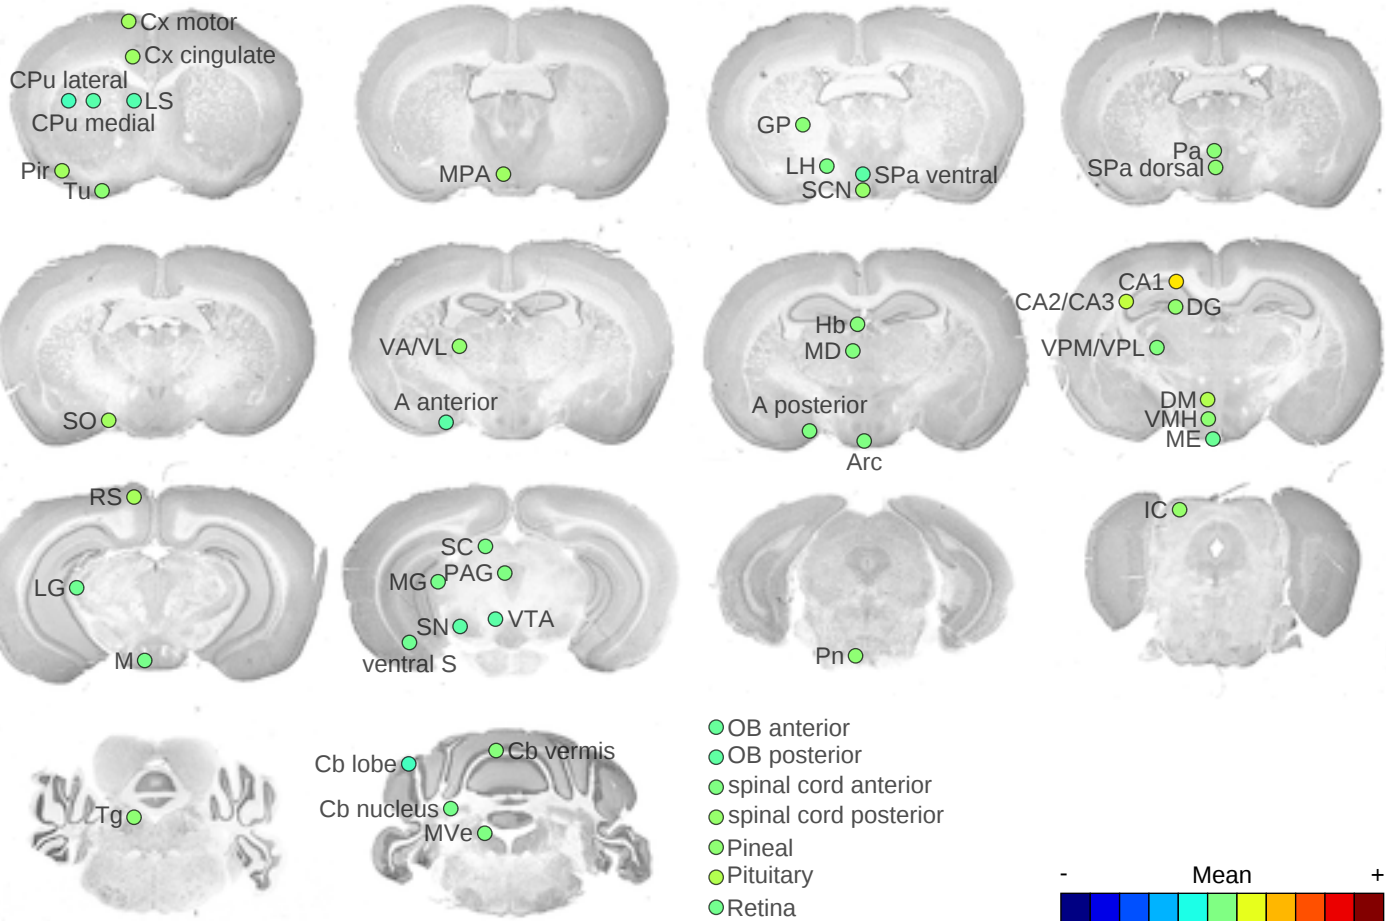 Cx motor
Cx cingulate
CPu lateral
LS
CPu medial
Pir
Tu
MPA
GP
LH
SPa ventral
SCN
Pa
SPa dorsal
SO
VA/VL
A anterior
Hb
MD
A posterior
Arc
CA1
CA2/CA3
DG
VPM/VPL
DM
VMH
ME
RS
LG
M
SC
MG
PAG
SN
VTA
ventral S
Pn
IC
Tg
Cb lobe
Cb vermis
Cb nucleus
MVe
OB anterior
OB posterior
spinal cord anterior
spinal cord posterior
Pineal
Pituitary
Retina
- Mean +